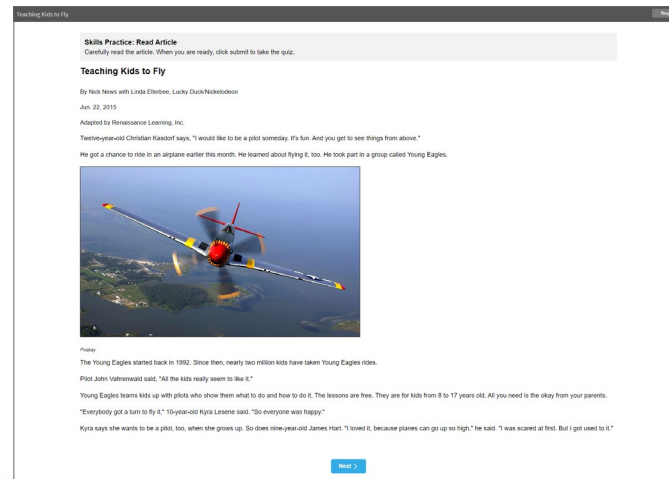 Teaching Kids to Fly
Skills Practice: Read Article
Carefully read the article. When you are ready, click submit to take the quiz.
Teaching Kids to Fly
By Nick News with Linda Ellerbee, Lucky Duck/Nickelodeon
Jun. 22, 2015
Adapted by Renaissance Learning, Inc.
Twelve-year-old Christian Kasdorf says, "I would like to be a pilot someday. It's fun. And you get to see things from above."
He got a chance to ride in an airplane earlier this month. He learned about flying it, too. He took part in a group called Young Eagles.
Pixabay
The Young Eagles started back in 1992. Since then, nearly two million kids have taken Young Eagles rides.
Pilot John Vahrenwald said, "All the kids really seem to like it."
Young Eagles teams kids up with pilots who show them what to do and how to do it. The lessons are free. They are for kids from 8 to 17 years old. All you need is the okay from your parents.
"Everybody got a turn to fly it," 10-year-old Kyra Lesene said. "So everyone was happy."
Kyra says she wants to be a pilot, too, when she grows up. So does nine-year-old James Hart. "I loved it, because planes can go up so high," he said. "I was scared at first. But I got used to it."
Next >